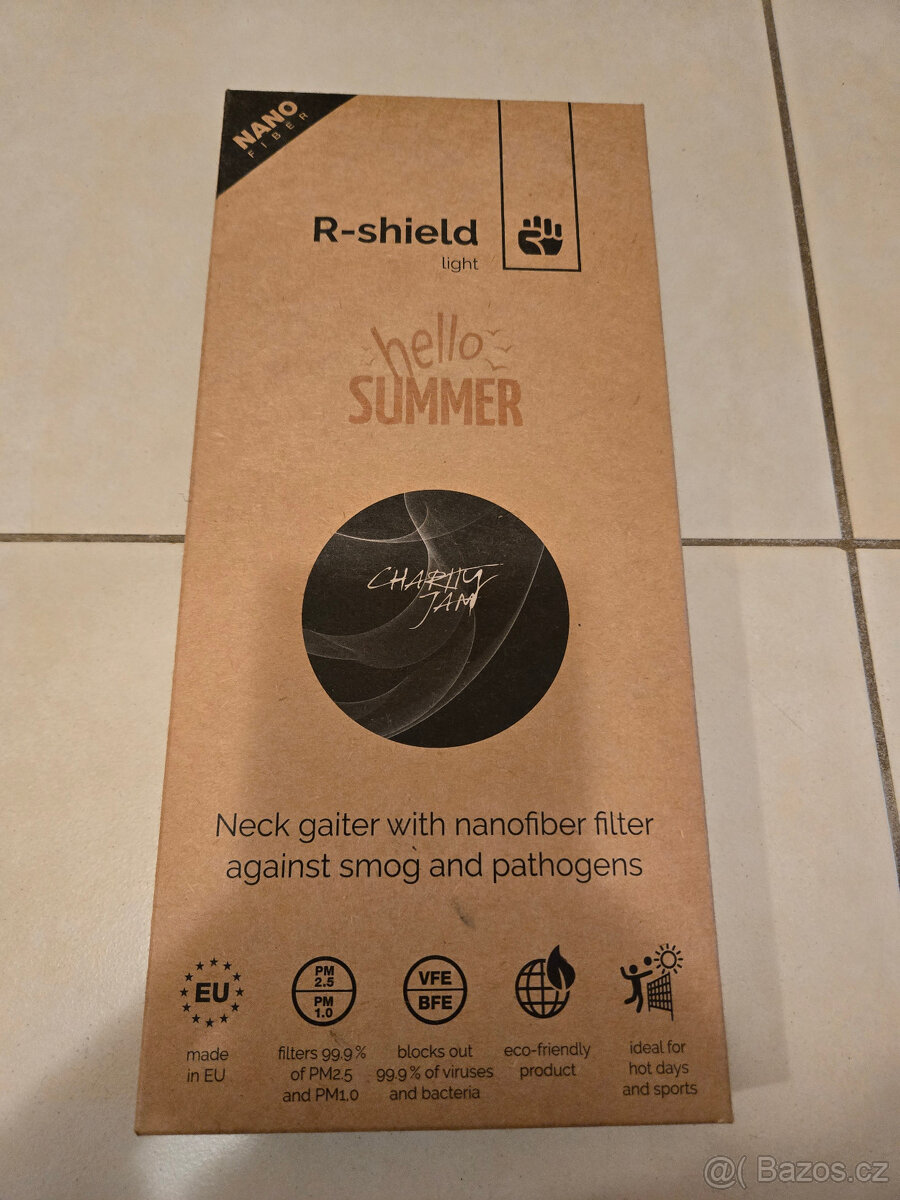 NANO
FIBER
R-shield
light
hello
SUMMER
CHARITY
JAM
Neck gaiter with nanofiber filter
against smog and pathogens
EU
made
in EU
PM
2.5
PM
1.0
filters 99.9 %
of PM2.5
and PM1.0
VFE
BFE
blocks out
99.9 % of viruses
and bacteria
eco-friendly
product
ideal for
hot days
and sports
@( Bazos.cz